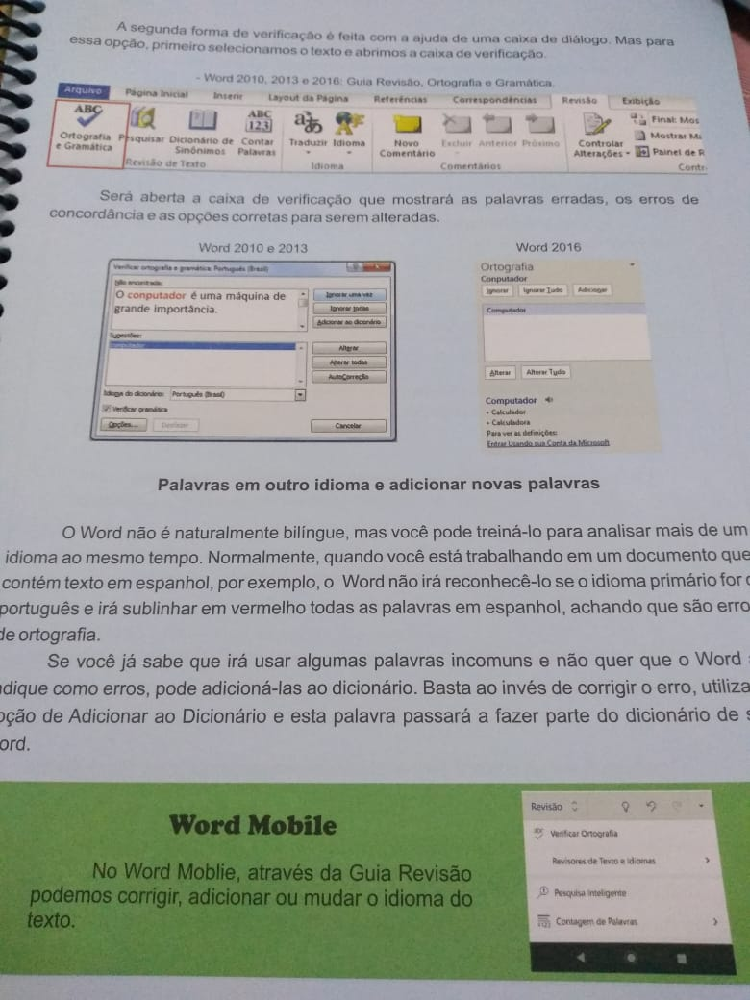 A segunda forma de verificação é feita com a ajuda de uma caixa de diálogo. Mas para
essa opção, primeiro selecionamos o texto e abrimos a caixa de verificação.
- Word 2010, 2013 e 2016: Guia Revisão, Ortografia e Gramática.
Arquivo Página Inicial Inserir Layout da Página Referências Correspondências Revisão Exibição
ABC
Ortografia e Gramática
Pesquisar
Dicionário de Sinônimos
ABC
123
Contar Palavras
Revisão de Texto
Traduzir
Idioma
Idioma
Novo Comentário
Excluir
Anterior
Próximo
Comentários
Controlar Alterações
Final: Mos
Mostrar Ma
Painel de R
Contr
Será aberta a caixa de verificação que mostrará as palavras erradas, os erros de
concordância e as opções corretas para serem alteradas.
Word 2010 e 2013
Verificar ortografia e gramática: Português (Brasil)
Não encontrada:
O conputador é uma máquina de
grande importância.
Ignorar uma vez
Ignorar todas
Adicionar ao dicionário
Sugestões:
computador
Alterar
Alterar todas
AutoCorreção
Idioma do dicionário: Português (Brasil)
Verificar gramática
Opções... Desfazer Cancelar
Word 2016
Ortografia
Conputador
Ignorar Ignorar Tudo Adicionar
Computador
Alterar Alterar Tudo
Computador
• Calculador
• Calculadora
Para ver as definições:
Entrar Usando sua Conta da Microsoft
Palavras em outro idioma e adicionar novas palavras
O Word não é naturalmente bilíngue, mas você pode treiná-lo para analisar mais de um
idioma ao mesmo tempo. Normalmente, quando você está trabalhando em um documento que
contém texto em espanhol, por exemplo, o Word não irá reconhecê-lo se o idioma primário for o
português e irá sublinhar em vermelho todas as palavras em espanhol, achando que são erro
de ortografia.
Se você já sabe que irá usar algumas palavras incomuns e não quer que o Word
ndique como erros, pode adicioná-las ao dicionário. Basta ao invés de corrigir o erro, utiliza
pção de Adicionar ao Dicionário e esta palavra passará a fazer parte do dicionário de s
ord.
Word Mobile
No Word Moblie, através da Guia Revisão
podemos corrigir, adicionar ou mudar o idioma do
texto.
Revisão
Verificar Ortografia
Revisores de Texto e Idiomas
Pesquisa Inteligente
Contagem de Palavras